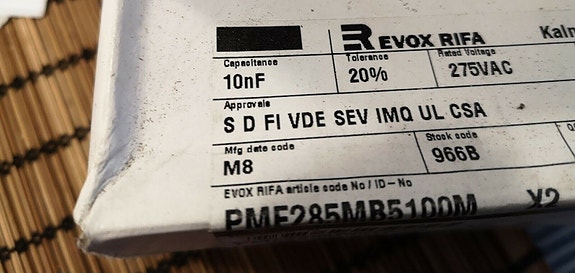 EVOX RIFA
Capacitance Tolerance Rated Voltage
10nF 20% 275VAC
Approvals
S D FI VDE SEV IMQ UL CSA
Mfg date code Stock code
M8 966B
EVOX RIFA article code No / ID-No
PME285MB5100M X2